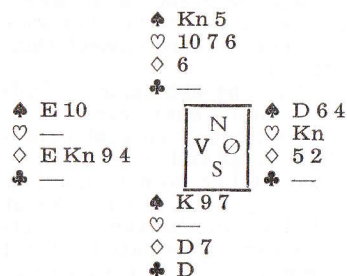 ♠ Kn 5
♡ 10 7 6
♢ 6
♣ —
♠ E 10
♡ —
♢ E Kn 9 4
♣ —
N
V Ø
S
♠ D 6 4
♡ Kn
♢ 5 2
♣ —
♠ K 9 7
♡ —
♢ D 7
♣ D